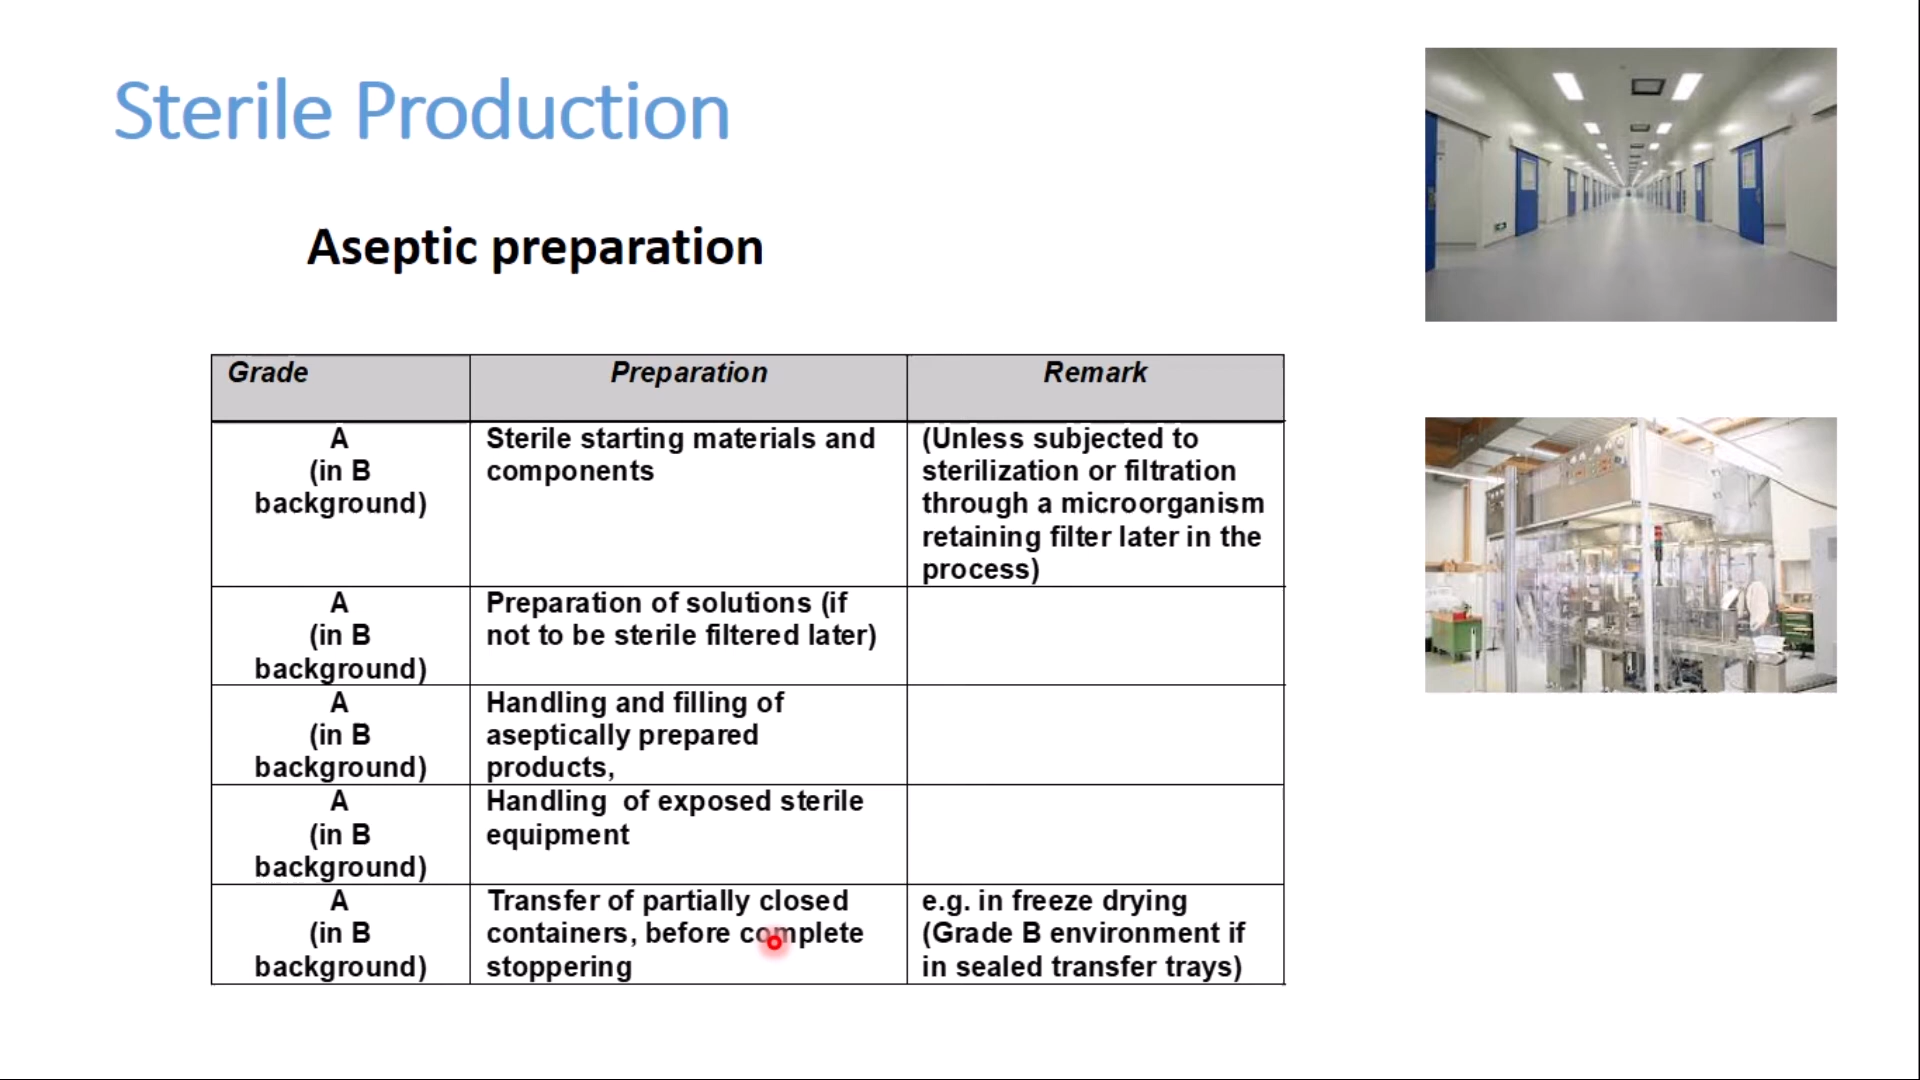 Sterile Production
Aseptic preparation
Grade
Preparation
Remark
A
(in B
background)
Sterile starting materials and
components
(Unless subjected to
sterilization or filtration
through a microorganism
retaining filter later in the
process)
A
(in B
background)
Preparation of solutions (if
not to be sterile filtered later)
A
(in B
background)
Handling and filling of
aseptically prepared
products,
A
(in B
background)
Handling  of exposed sterile
equipment
A
(in B
background)
Transfer of partially closed
containers, before complete
stoppering
e.g. in freeze drying
(Grade B environment if
in sealed transfer trays)